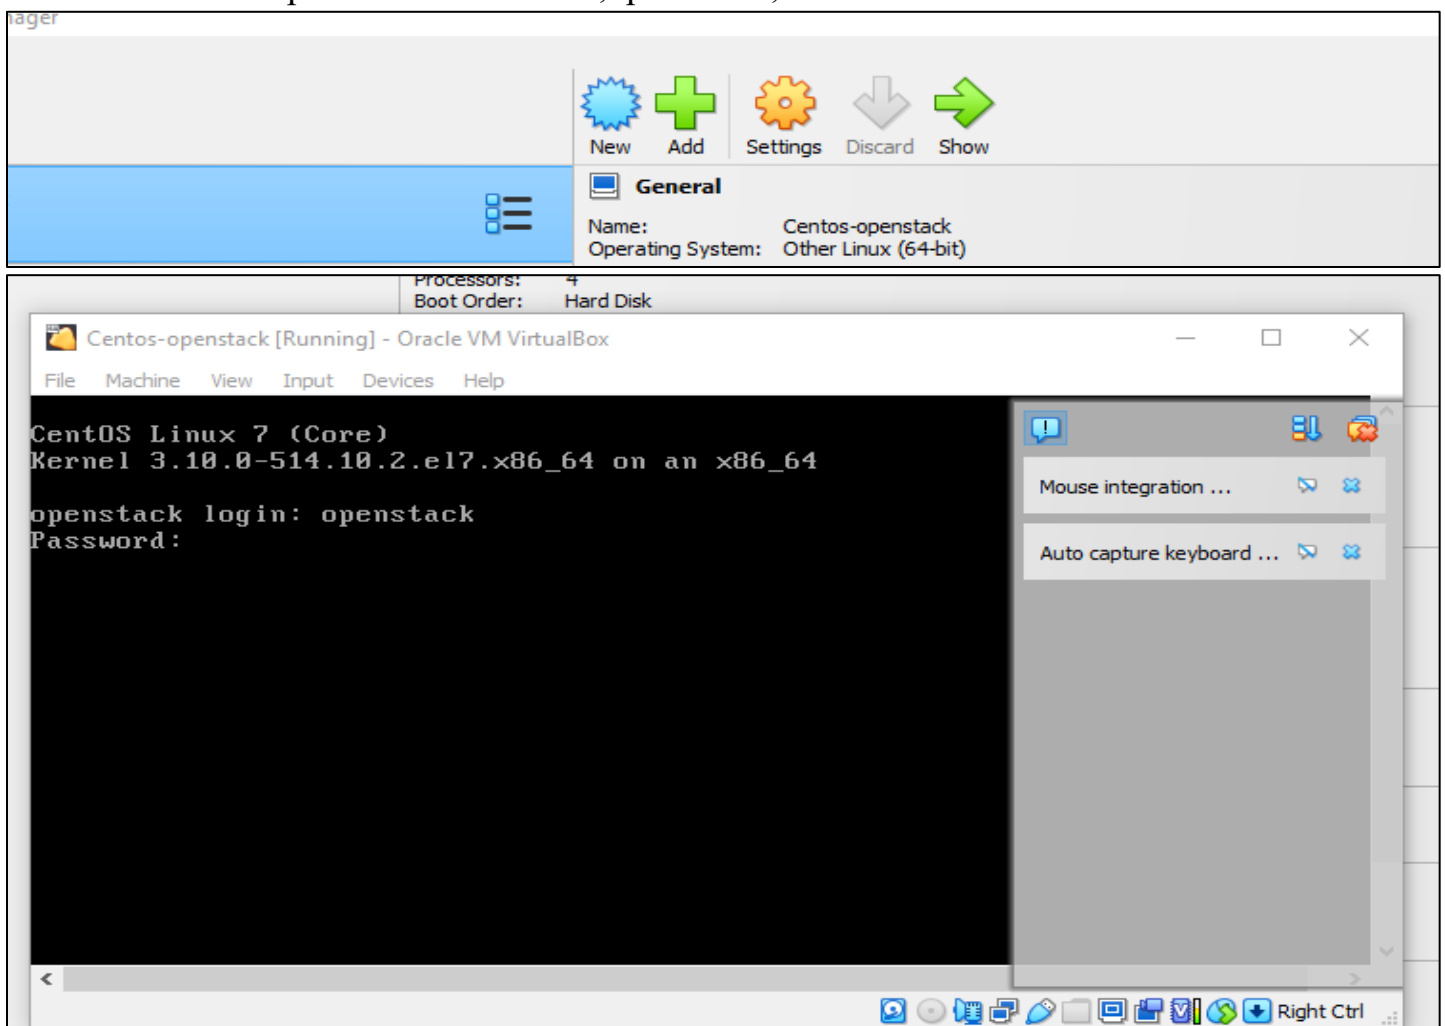 nager
New Add Settings Discard Show
General
Name: Centos-openstack
Operating System: Other Linux (64-bit)
Processors: 4
Boot Order: Hard Disk
Centos-openstack [Running] - Oracle VM VirtualBox
File Machine View Input Devices Help
CentOS Linux 7 (Core)
Kernel 3.10.0-514.10.2.el7.x86_64 on an x86_64
openstack login: openstack
Password:
Mouse integration ...
Auto capture keyboard ...
Right Ctrl